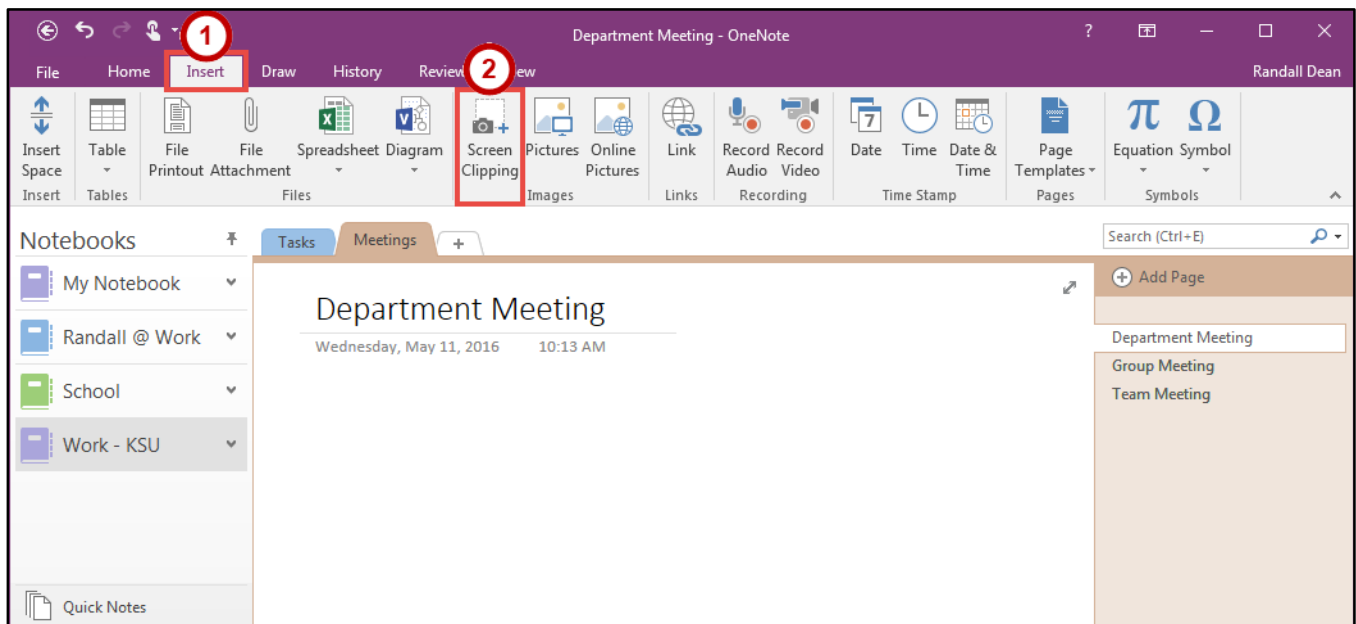 1
Department Meeting - OneNote
?
File Home Insert Draw History Review
2
Randall Dean
Insert Space
Table
File Printout
File Attachment
Spreadsheet
Diagram
Screen Clipping
Pictures
Online Pictures
Link
Record Audio
Record Video
7
Date
Time
Date & Time
Page Templates
π
Equation
Ω
Symbol
Insert Tables Files Images Links Recording Time Stamp Pages Symbols
Notebooks
Tasks Meetings +
Search (Ctrl+E)
My Notebook
Randall @ Work
School
Work - KSU
Quick Notes
Department Meeting
Wednesday, May 11, 2016 10:13 AM
Add Page
Department Meeting
Group Meeting
Team Meeting